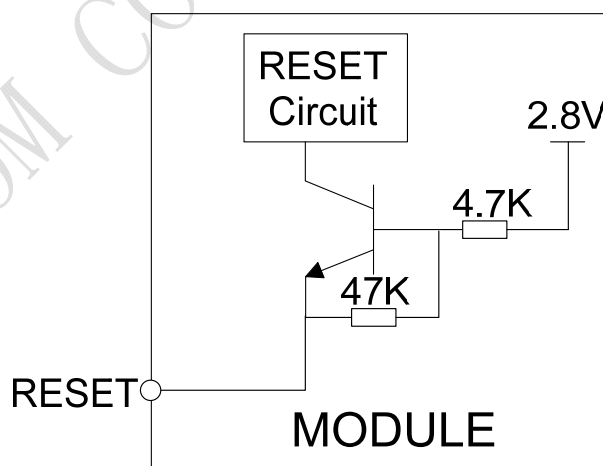 RESET
Circuit
2.8V
4.7K
47K
RESET
MODULE